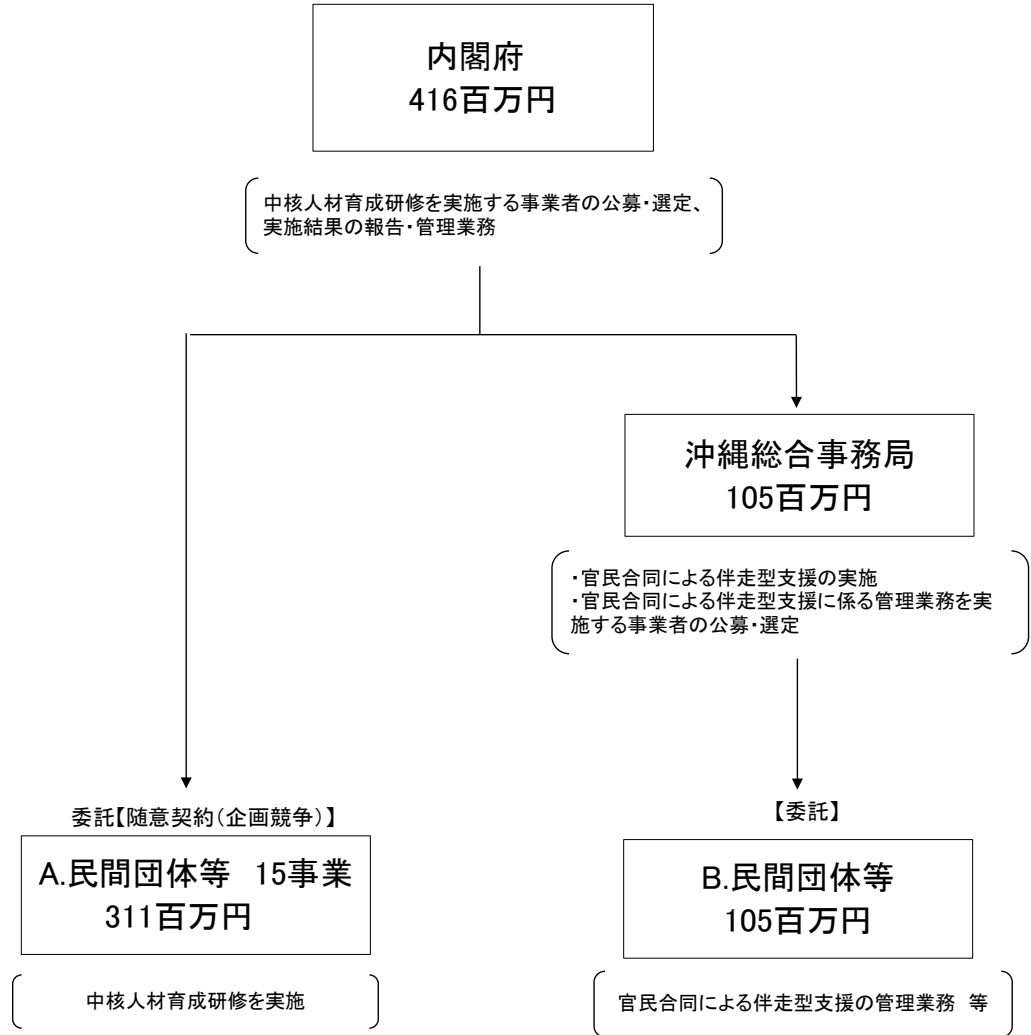 内閣府
416百万円
中核人材育成研修を実施する事業者の公募・選定、
実施結果の報告・管理業務
沖縄総合事務局
105百万円
・官民合同による伴走型支援の実施
・官民合同による伴走型支援に係る管理業務を実
施する事業者の公募・選定
委託【随意契約(企画競争)】
A.民間団体等 15事業
311百万円
中核人材育成研修を実施
【委託】
B.民間団体等
105百万円
官民合同による伴走型支援の管理業務 等